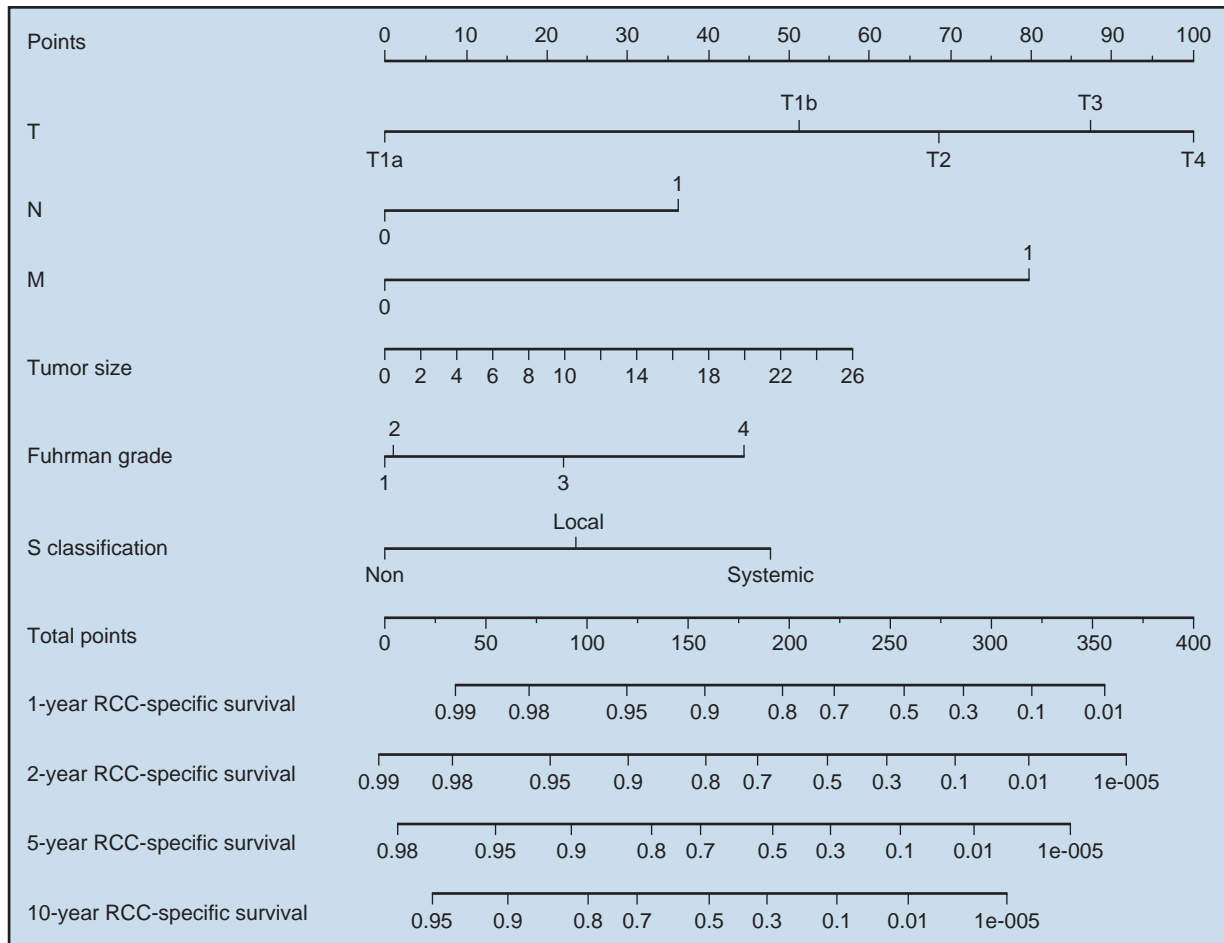 Points
0 10 20 30 40 50 60 70 80 90 100
T1b T3
T
T1a T2 T4
1
N
0
1
M
0
Tumor size
0 2 4 6 8 10 14 18 22 26
2 4
Fuhrman grade
1 3
Local
S classification
Non Systemic
Total points
0 50 100 150 200 250 300 350 400
1-year RCC-specific survival
0.99 0.98 0.95 0.9 0.8 0.7 0.5 0.3 0.1 0.01
2-year RCC-specific survival
0.99 0.98 0.95 0.9 0.8 0.7 0.5 0.3 0.1 0.01 1e-005
5-year RCC-specific survival
0.98 0.95 0.9 0.8 0.7 0.5 0.3 0.1 0.01 1e-005
10-year RCC-specific survival
0.95 0.9 0.8 0.7 0.5 0.3 0.1 0.01 1e-005